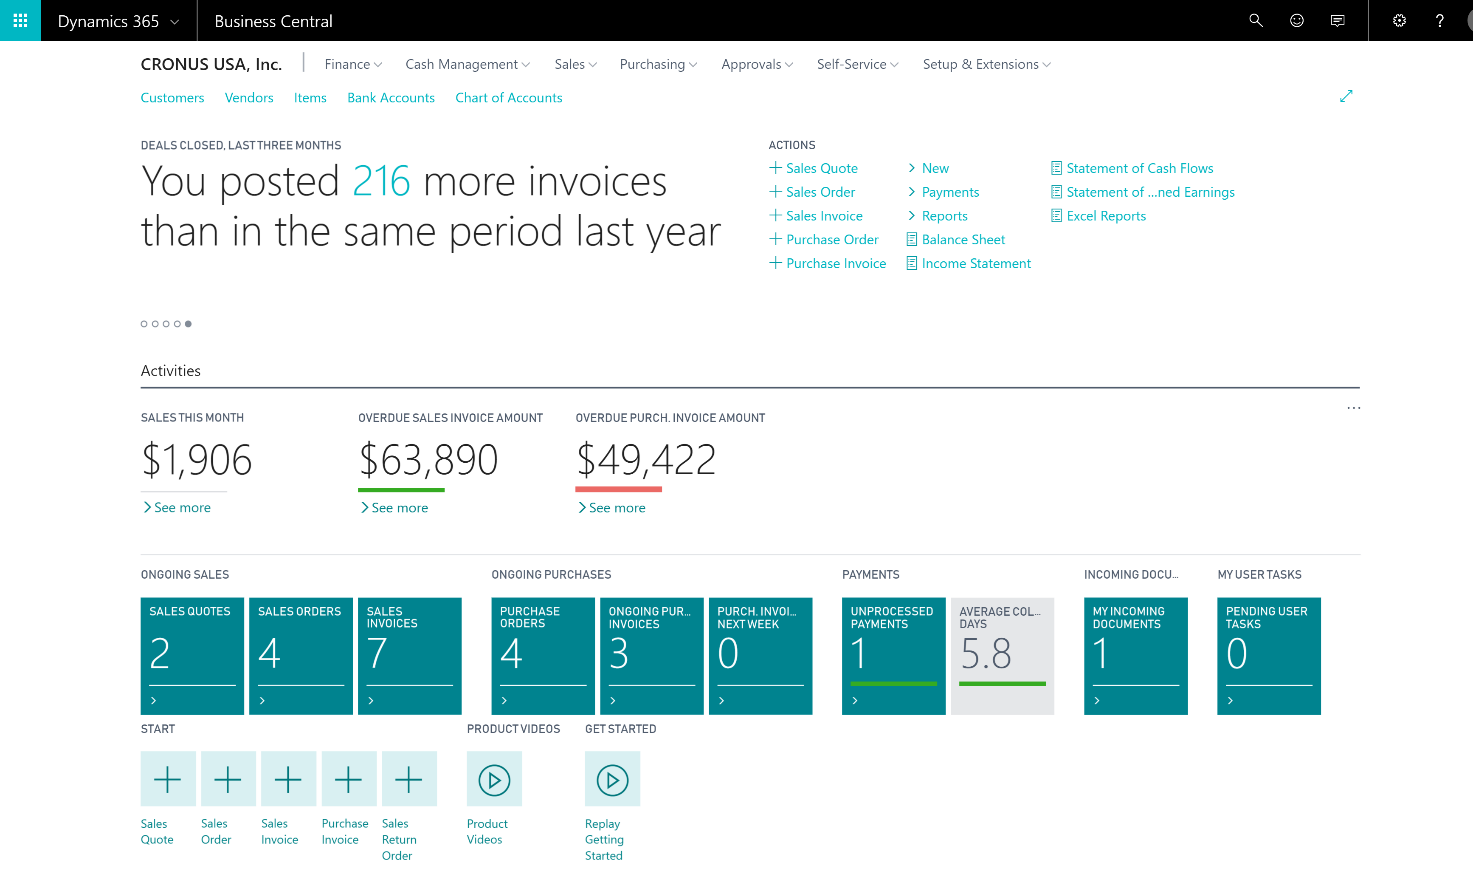 Dynamics 365 Business Central ?
CRONUS USA, Inc. Finance Cash Management Sales Purchasing Approvals Self-Service Setup & Extensions
Customers Vendors Items Bank Accounts Chart of Accounts
DEALS CLOSED, LAST THREE MONTHS
You posted 216 more invoices
than in the same period last year
ACTIONS
+ Sales Quote
+ Sales Order
+ Sales Invoice
+ Purchase Order
+ Purchase Invoice
> New
> Payments
> Reports
Balance Sheet
Income Statement
Statement of Cash Flows
Statement of ...ned Earnings
Excel Reports
Activities
...
SALES THIS MONTH
$1,906
> See more
OVERDUE SALES INVOICE AMOUNT
$63,890
> See more
OVERDUE PURCH. INVOICE AMOUNT
$49,422
> See more
ONGOING SALES
SALES QUOTES
2
>
SALES ORDERS
4
>
SALES
INVOICES
7
>
ONGOING PURCHASES
PURCHASE
ORDERS
4
>
ONGOING PUR...
INVOICES
3
>
PURCH. INVOI...
NEXT WEEK
0
>
PAYMENTS
UNPROCESSED
PAYMENTS
1
>
AVERAGE COL...
DAYS
5.8
INCOMING DOCU...
MY INCOMING
DOCUMENTS
1
>
MY USER TASKS
PENDING USER
TASKS
0
>
START
Sales
Quote
Sales
Order
Sales
Invoice
Purchase
Invoice
Sales
Return
Order
PRODUCT VIDEOS
Product
Videos
GET STARTED
Replay
Getting
Started